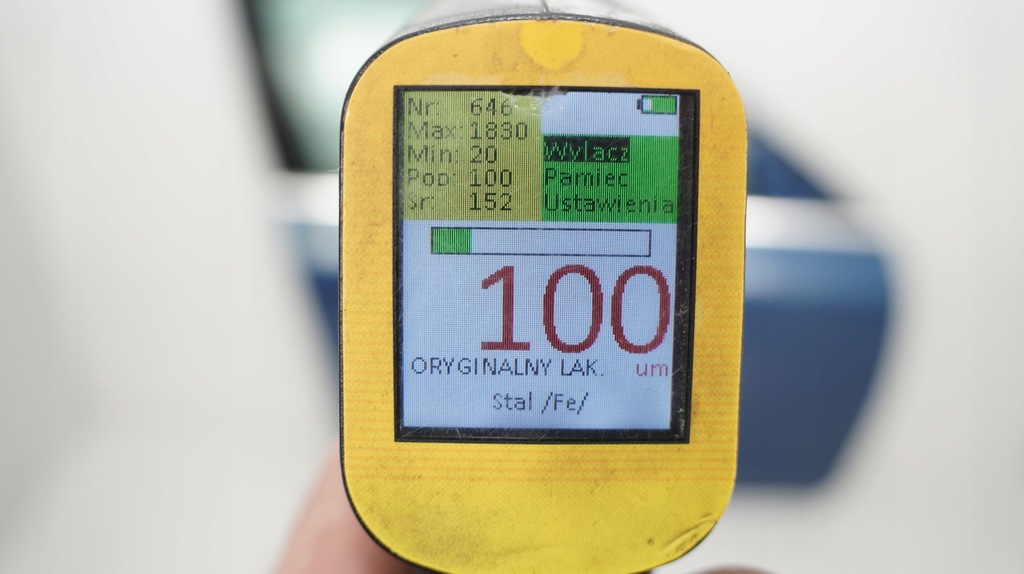 Nr: 646
Max: 1830
Min: 20
Pop: 100
Sr: 152
Wylacz
Pamiec
Ustawienia
100
ORYGINALNY LAK. um
Stal /Fe/